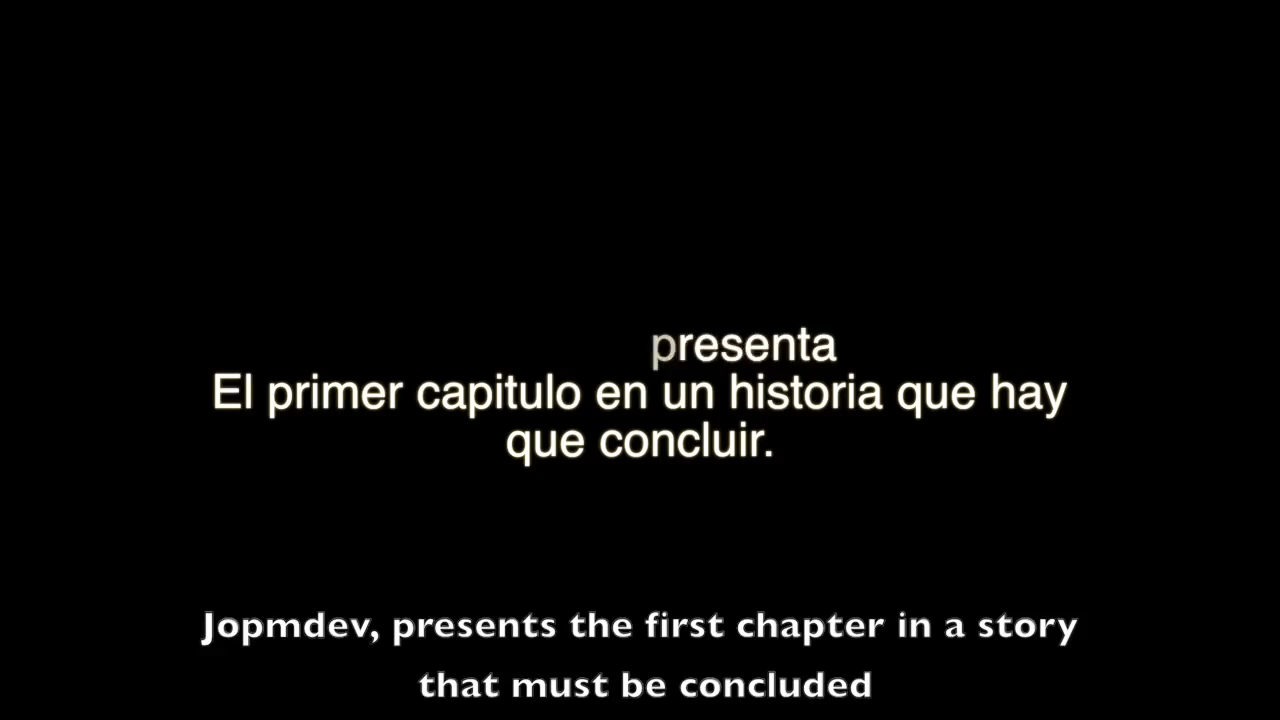 presenta
El primer capitulo en un historia que hay
que concluir.
Jopmdev, presents the first chapter in a story
that must be concluded